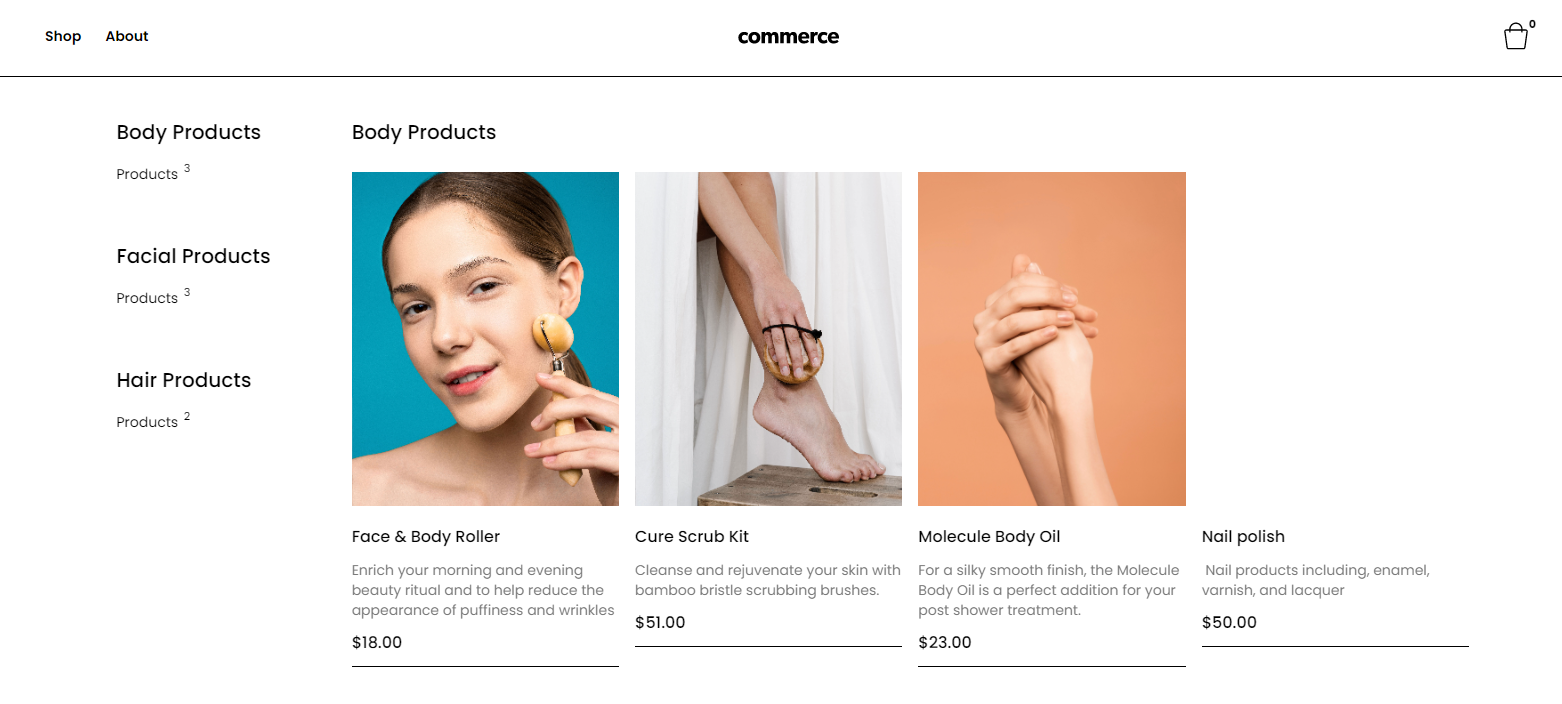 Shop About commerce 0
Body Products
Products 3
Facial Products
Products 3
Hair Products
Products 2
Body Products
Face & Body Roller
Enrich your morning and evening
beauty ritual and to help reduce the
appearance of puffiness and wrinkles
$18.00
Cure Scrub Kit
Cleanse and rejuvenate your skin with
bamboo bristle scrubbing brushes.
$51.00
Molecule Body Oil
For a silky smooth finish, the Molecule
Body Oil is a perfect addition for your
post shower treatment.
$23.00
Nail polish
Nail products including, enamel,
varnish, and lacquer
$50.00